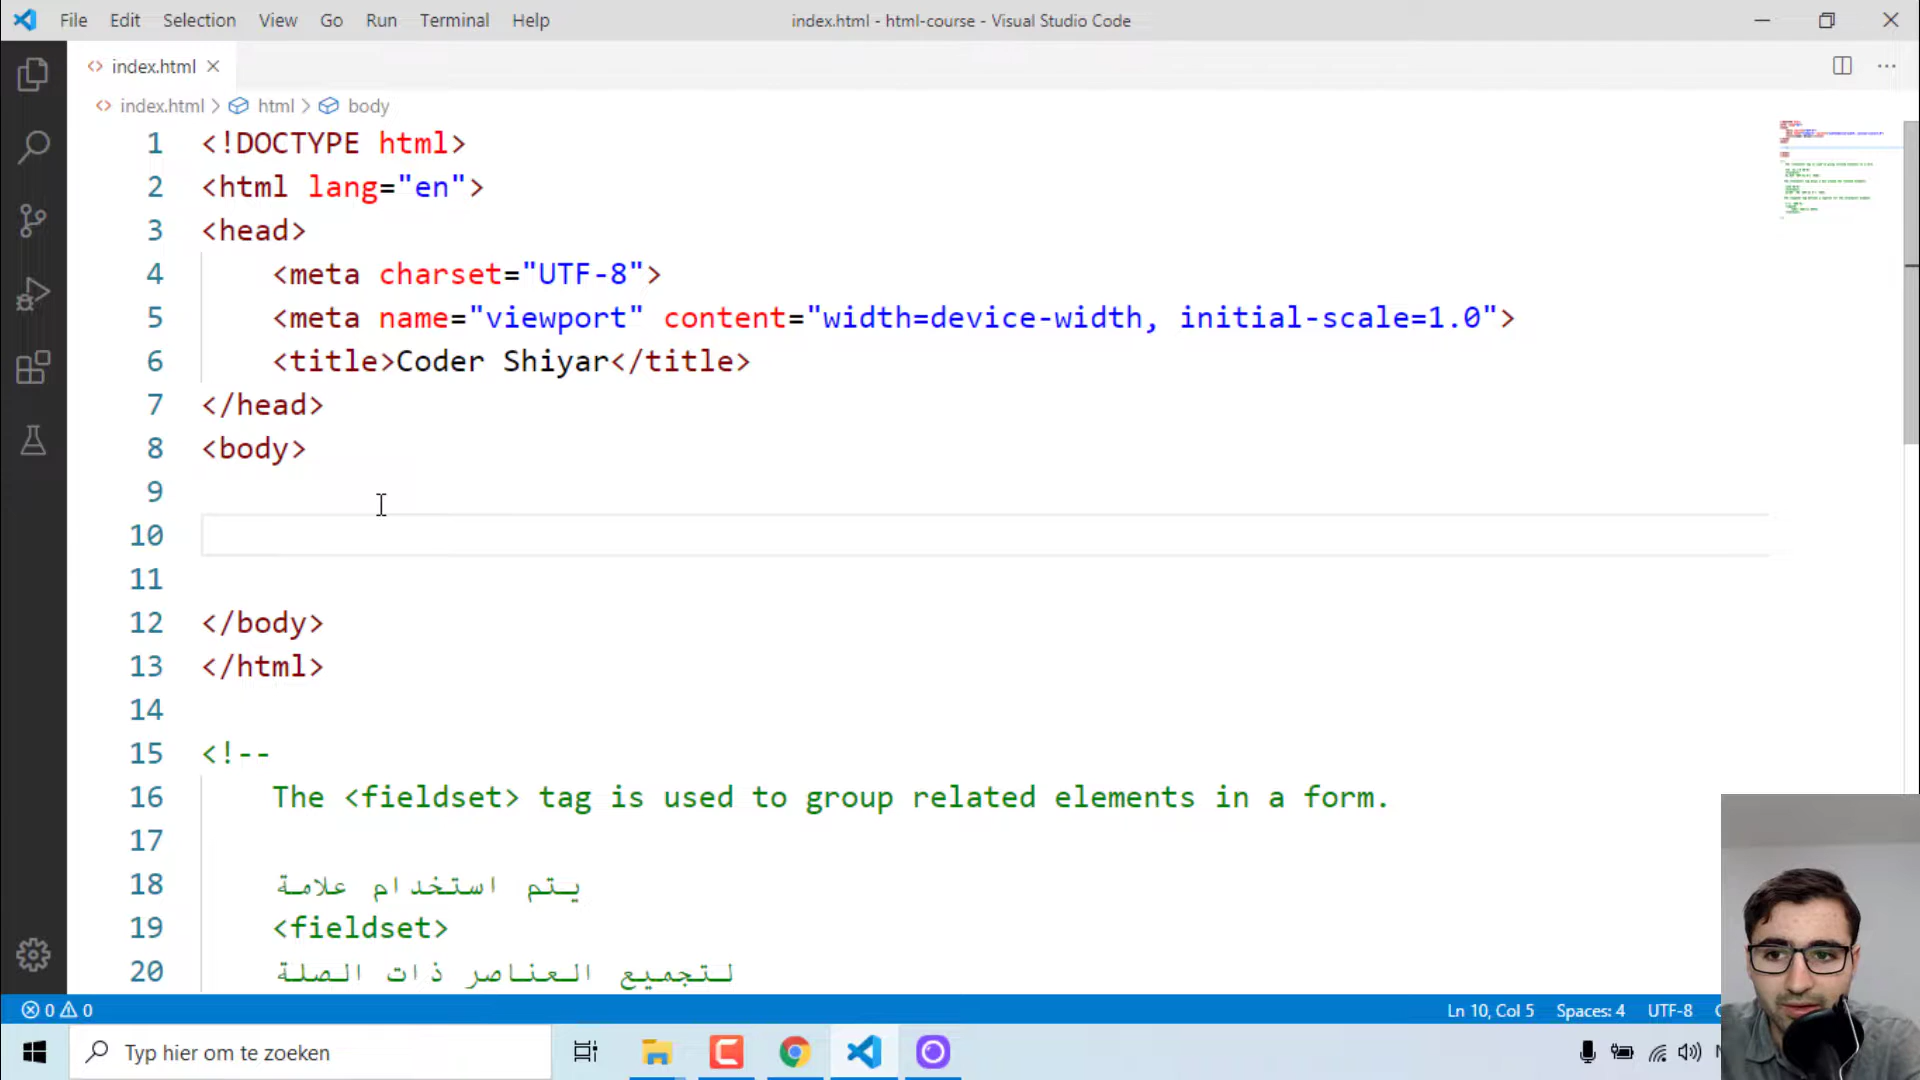 File Edit Selection View Go Run Terminal Help
index.html - html-course - Visual Studio Code
index.html
index.html > html > body
1 <!DOCTYPE html>
2 <html lang="en">
3 <head>
4 <meta charset="UTF-8">
5 <meta name="viewport" content="width=device-width, initial-scale=1.0">
6 <title>Coder Shiyar</title>
7 </head>
8 <body>
9
10
11
12 </body>
13 </html>
14
15 <!--
16 The <fieldset> tag is used to group related elements in a form.
17
18 يتم استخدام علامة
19 <fieldset>
20 لتجميع العناصر ذات الصلة
0 0
Ln 10, Col 5 Spaces: 4 UTF-8
Typ hier om te zoeken